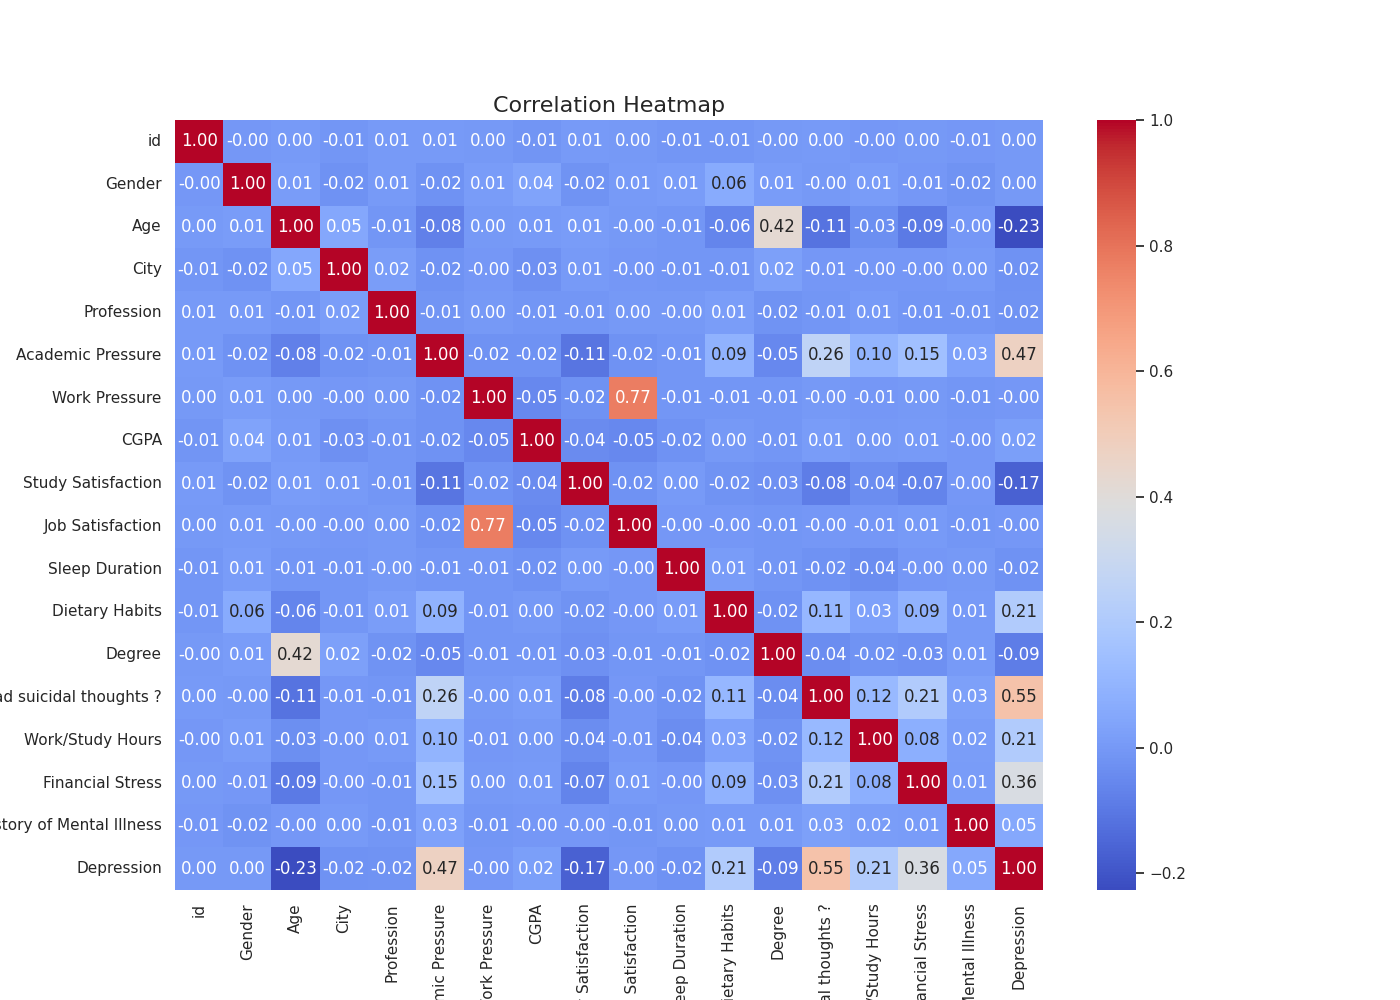 Correlation Heatmap
id 1.00 -0.00 0.00 -0.01 0.01 0.01 0.00 -0.01 0.01 0.00 -0.01 -0.01 -0.00 0.00 -0.00 0.00 -0.01 0.00
Gender -0.00 1.00 0.01 -0.02 0.01 -0.02 0.01 0.04 -0.02 0.01 0.01 0.06 0.01 -0.00 0.01 -0.01 -0.02 0.00
Age 0.00 0.01 1.00 0.05 -0.01 -0.08 0.00 0.01 0.01 -0.00 -0.01 -0.06 0.42 -0.11 -0.03 -0.09 -0.00 -0.23
City -0.01 -0.02 0.05 1.00 0.02 -0.02 -0.00 -0.03 0.01 -0.00 -0.01 -0.01 0.02 -0.01 -0.00 -0.00 0.00 -0.02
Profession 0.01 0.01 -0.01 0.02 1.00 -0.01 0.00 -0.01 -0.01 0.00 -0.00 0.01 -0.02 -0.01 0.01 -0.01 -0.01 -0.02
Academic Pressure 0.01 -0.02 -0.08 -0.02 -0.01 1.00 -0.02 -0.02 -0.11 -0.02 -0.01 0.09 -0.05 0.26 0.10 0.15 0.03 0.47
Work Pressure 0.00 0.01 0.00 -0.00 0.00 -0.02 1.00 -0.05 -0.02 0.77 -0.01 -0.01 -0.01 -0.00 -0.01 0.00 -0.01 -0.00
CGPA -0.01 0.04 0.01 -0.03 -0.01 -0.02 -0.05 1.00 -0.04 -0.05 -0.02 0.00 -0.01 0.01 0.00 0.01 -0.00 0.02
Study Satisfaction 0.01 -0.02 0.01 0.01 -0.01 -0.11 -0.02 -0.04 1.00 -0.02 0.00 -0.02 -0.03 -0.08 -0.04 -0.07 -0.00 -0.17
Job Satisfaction 0.00 0.01 -0.00 -0.00 0.00 -0.02 0.77 -0.05 -0.02 1.00 -0.00 -0.00 -0.01 -0.00 -0.01 0.01 -0.01 -0.00
Sleep Duration -0.01 0.01 -0.01 -0.01 -0.00 -0.01 -0.01 -0.02 0.00 -0.00 1.00 0.01 -0.01 -0.02 -0.04 -0.00 0.00 -0.02
Dietary Habits -0.01 0.06 -0.06 -0.01 0.01 0.09 -0.01 0.00 -0.02 -0.00 0.01 1.00 -0.02 0.11 0.03 0.09 0.01 0.21
Degree -0.00 0.01 0.42 0.02 -0.02 -0.05 -0.01 -0.01 -0.03 -0.01 -0.01 -0.02 1.00 -0.04 -0.02 -0.03 0.01 -0.09
ad suicidal thoughts ? 0.00 -0.00 -0.11 -0.01 -0.01 0.26 -0.00 0.01 -0.08 -0.00 -0.02 0.11 -0.04 1.00 0.12 0.21 0.03 0.55
Work/Study Hours -0.00 0.01 -0.03 -0.00 0.01 0.10 -0.01 0.00 -0.04 -0.01 -0.04 0.03 -0.02 0.12 1.00 0.08 0.02 0.21
Financial Stress 0.00 -0.01 -0.09 -0.00 -0.01 0.15 0.00 0.01 -0.07 0.01 -0.00 0.09 -0.03 0.21 0.08 1.00 0.01 0.36
story of Mental Illness -0.01 -0.02 -0.00 0.00 -0.01 0.03 -0.01 -0.00 -0.00 -0.01 0.00 0.01 0.01 0.03 0.02 0.01 1.00 0.05
Depression 0.00 0.00 -0.23 -0.02 -0.02 0.47 -0.00 0.02 -0.17 -0.00 -0.02 0.21 -0.09 0.55 0.21 0.36 0.05 1.00
id
Gender
Age
City
Profession
mic Pressure
ork Pressure
CGPA
Satisfaction
Satisfaction
eep Duration
ietary Habits
Degree
al thoughts ?
/Study Hours
ancial Stress
Mental Illness
Depression
1.0
0.8
0.6
0.4
0.2
0.0
−0.2